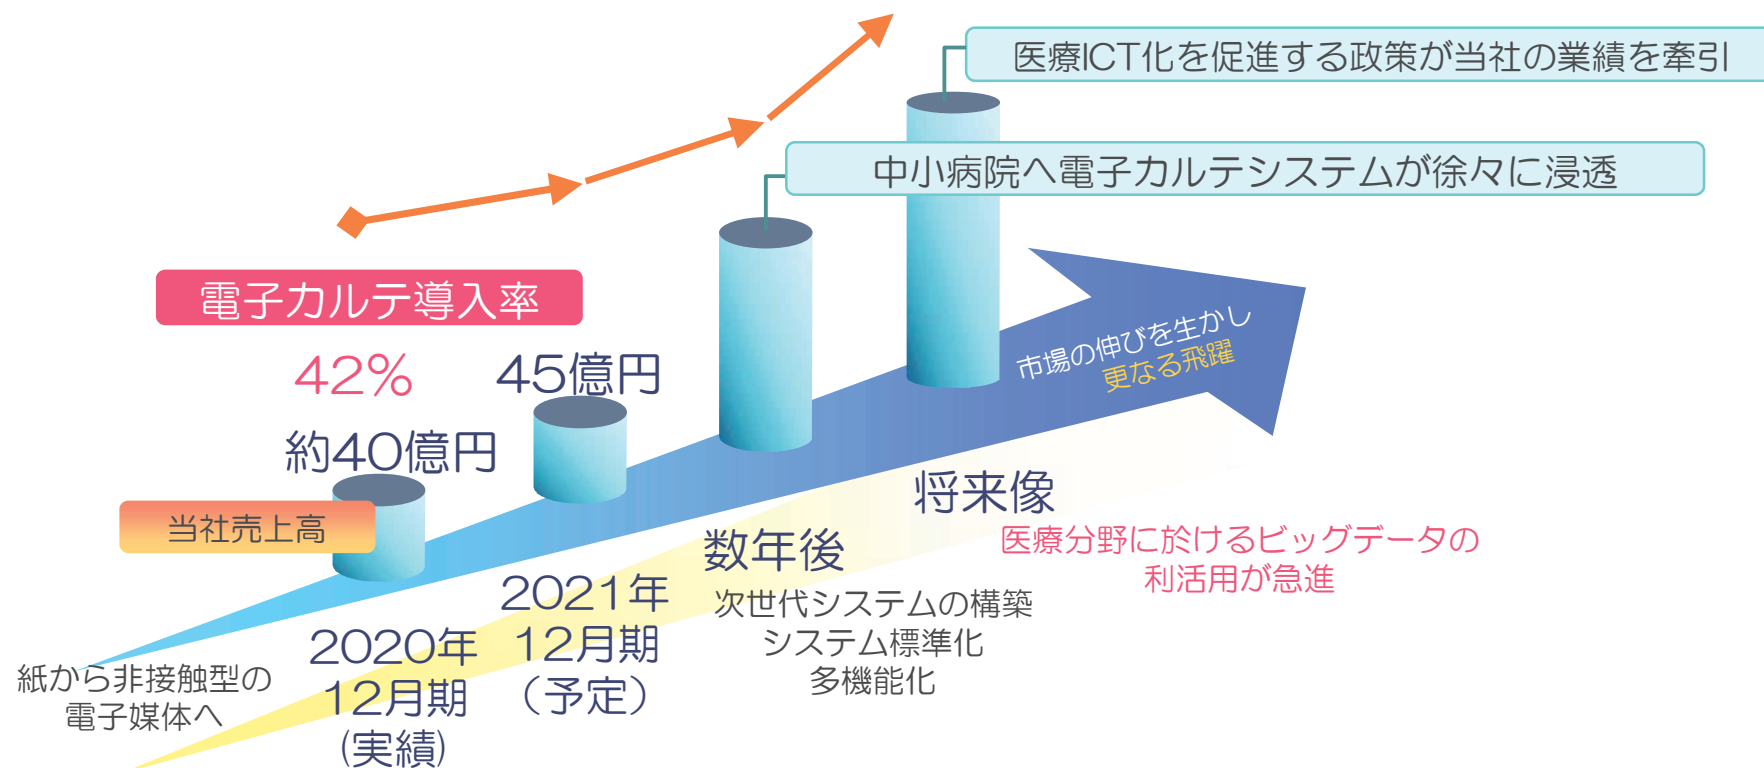 医療ICT化を促進する政策が当社の業績を牽引
中小病院へ電子カルテシステムが徐々に浸透
電子カルテ導入率
42%
45億円
約40億円
当社売上高
市場の伸びを生かし
更なる飛躍
将来像
医療分野に於けるビッグデータの
利活用が急進
数年後
次世代システムの構築
システム標準化
多機能化
2021年
12月期
（予定）
2020年
12月期
(実績)
紙から非接触型の
電子媒体へ